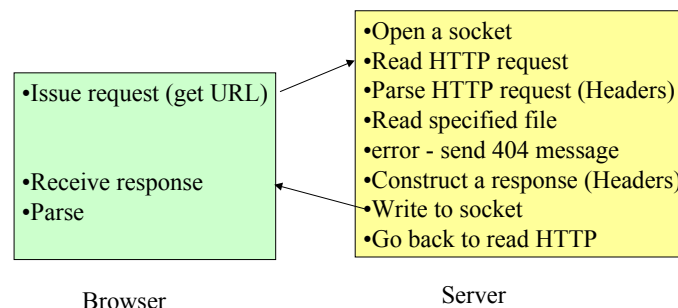 •Issue request (get URL)
•Receive response
•Parse
Browser
•Open a socket
•Read HTTP request
•Parse HTTP request (Headers)
•Read specified file
•error - send 404 message
•Construct a response (Headers)
•Write to socket
•Go back to read HTTP
Server